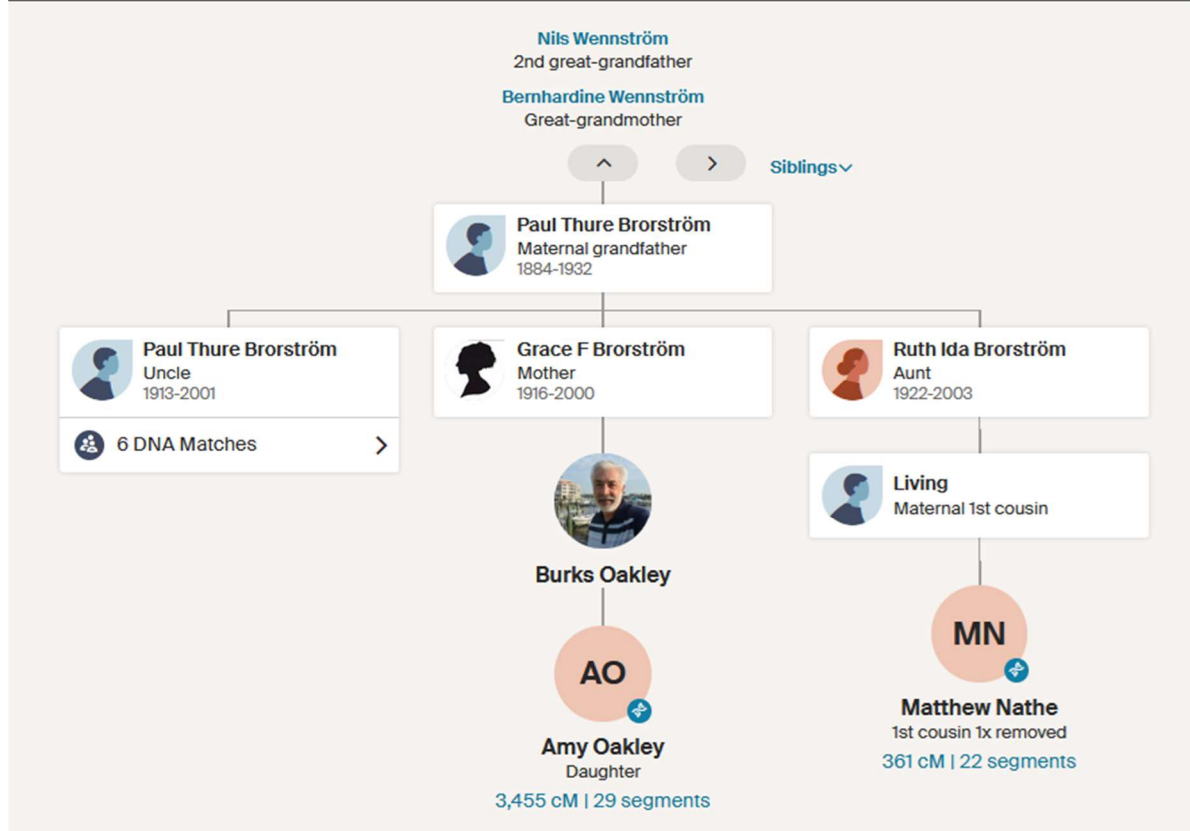 Nils Wennström
2nd great-grandfather
Bernhardine Wennström
Great-grandmother
Siblings
Paul Thure Brorström
Maternal grandfather
1884-1932
Paul Thure Brorström
Uncle
1913-2001
6 DNA Matches
Grace F Brorström
Mother
1916-2000
Ruth Ida Brorström
Aunt
1922-2003
Living
Maternal 1st cousin
Burks Oakley
AO
Amy Oakley
Daughter
3,455 cM | 29 segments
MN
Matthew Nathe
1st cousin 1x removed
361 cM | 22 segments